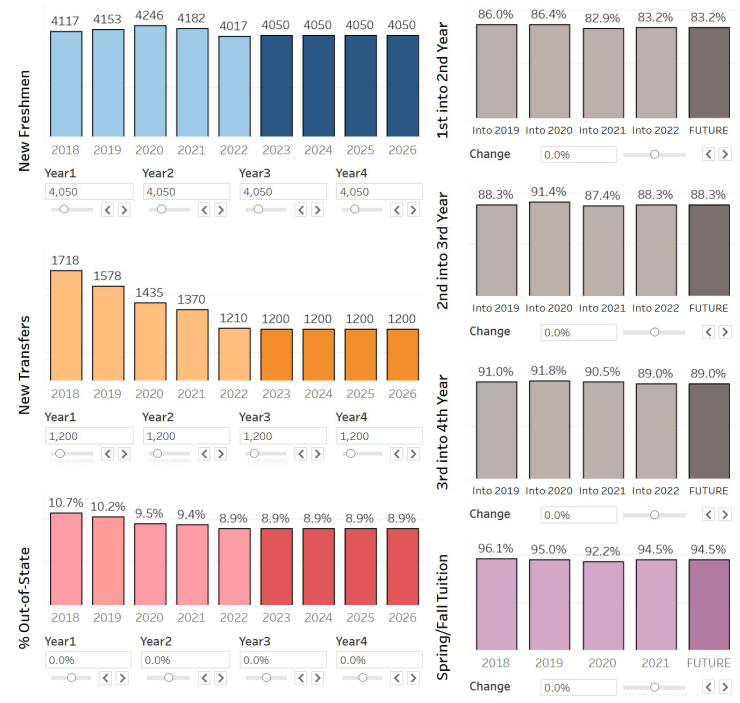 New Freshmen
4117 4153 4246 4182 4017 4050 4050 4050 4050
2018 2019 2020 2021 2022 2023 2024 2025 2026
Year1 Year2 Year3 Year4
4,050 4,050 4,050 4,050
New Transfers
1718 1578 1435 1370 1210 1200 1200 1200 1200
2018 2019 2020 2021 2022 2023 2024 2025 2026
Year1 Year2 Year3 Year4
1,200 1,200 1,200 1,200
% Out-of-State
10.7% 10.2% 9.5% 9.4% 8.9% 8.9% 8.9% 8.9% 8.9%
2018 2019 2020 2021 2022 2023 2024 2025 2026
Year1 Year2 Year3 Year4
0.0% 0.0% 0.0% 0.0%
1st into 2nd Year
86.0% 86.4% 82.9% 83.2% 83.2%
Into 2019 Into 2020 Into 2021 Into 2022 FUTURE
Change 0.0%
2nd into 3rd Year
88.3% 91.4% 87.4% 88.3% 88.3%
Into 2019 Into 2020 Into 2021 Into 2022 FUTURE
Change 0.0%
3rd into 4th Year
91.0% 91.8% 90.5% 89.0% 89.0%
Into 2019 Into 2020 Into 2021 Into 2022 FUTURE
Change 0.0%
Spring/Fall Tuition
96.1% 95.0% 92.2% 94.5% 94.5%
2018 2019 2020 2021 FUTURE
Change 0.0%